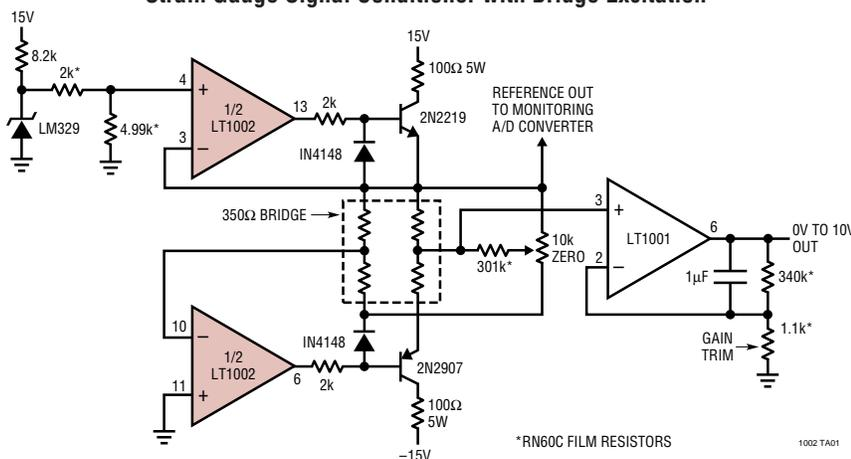 Strain Gauge Signal Conditioner with Bridge Excitation
15V
8.2k
2k*
LM329
4.99k*
4
+
3
–
1/2
LT1002
13
2k
IN4148
15V
100Ω 5W
2N2219
REFERENCE OUT
TO MONITORING
A/D CONVERTER
350Ω BRIDGE
301k*
10k
ZERO
3
+
2
–
LT1001
6
0V TO 10V
OUT
1µF
340k*
GAIN
TRIM
1.1k*
10
–
11
+
1/2
LT1002
6
2k
IN4148
2N2907
100Ω
5W
–15V
*RN60C FILM RESISTORS
1002 TA01